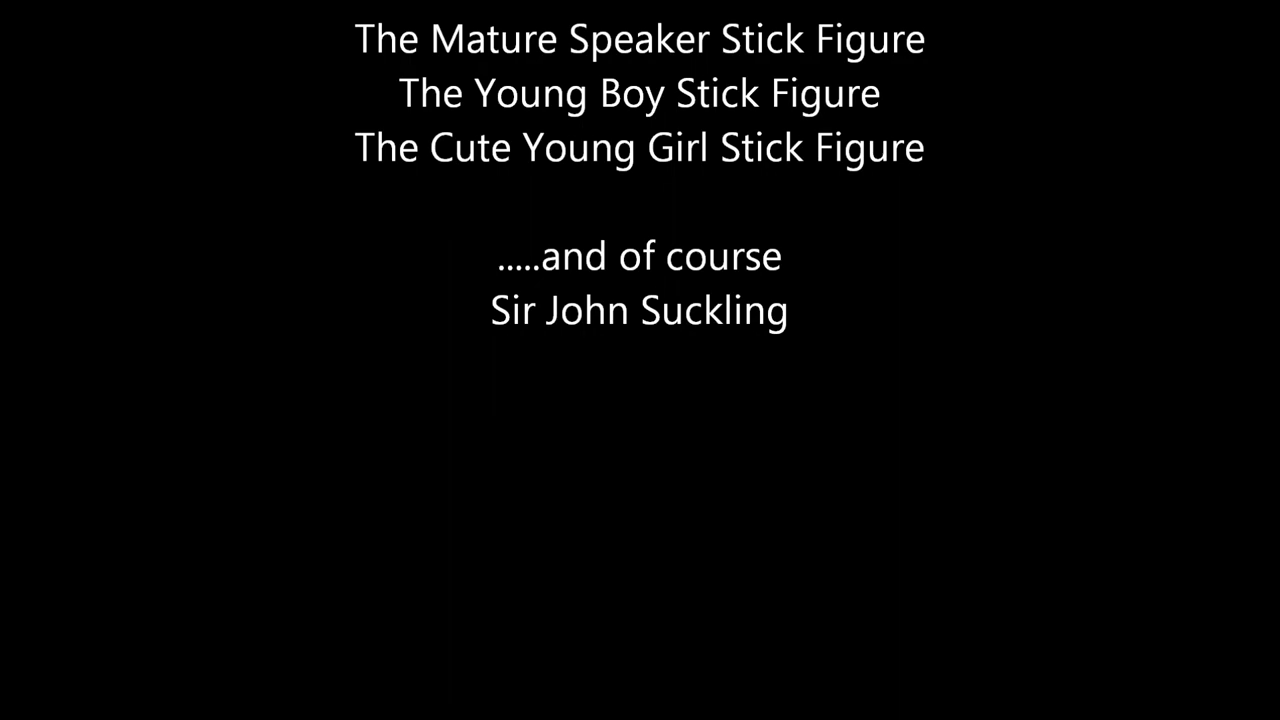 The Mature Speaker Stick Figure
The Young Boy Stick Figure
The Cute Young Girl Stick Figure
.....and of course
Sir John Suckling